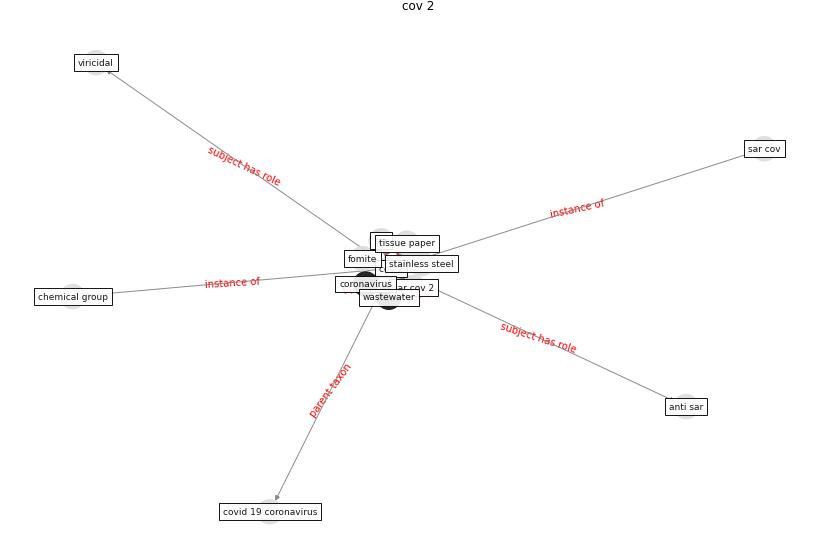 cov 2
viricidal
subject has role
sar cov
instance of
tissue paper
fomite
stainless steel
instance of
coronavirus
ar cov 2
wastewater
chemical group
subject has role
parent taxon
anti sar
covid 19 coronavirus